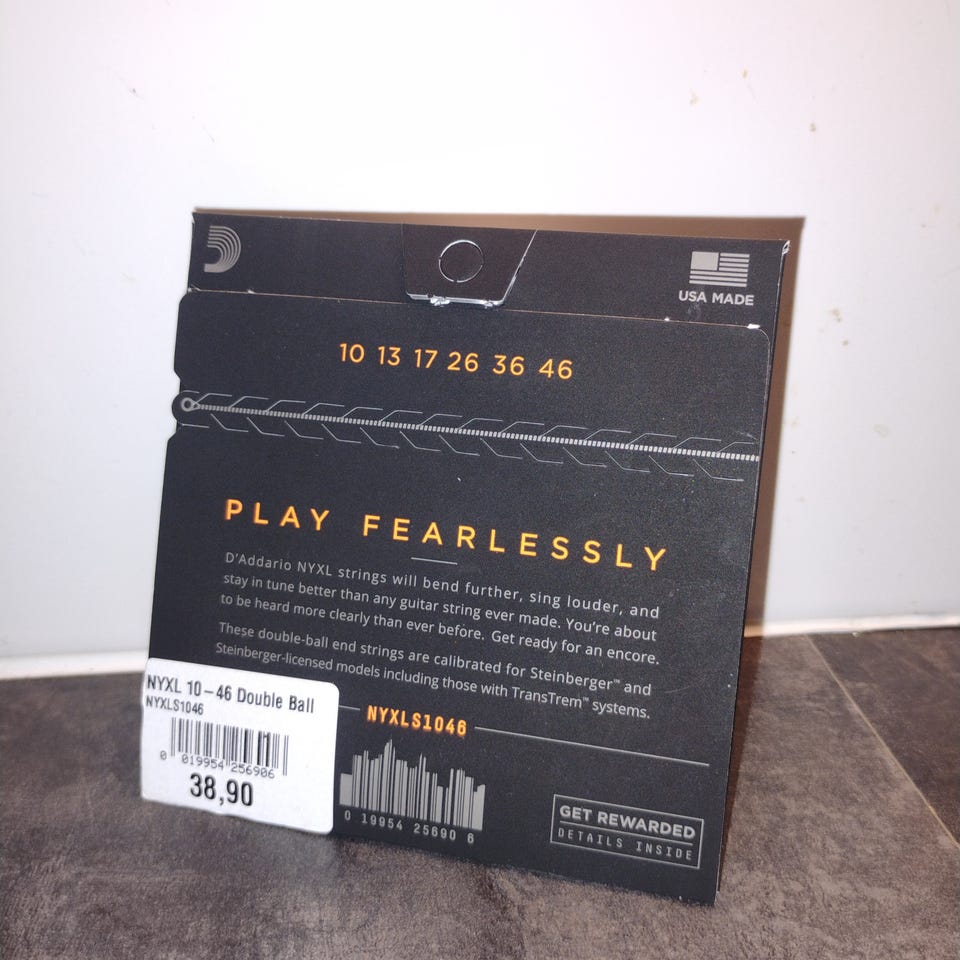 USA MADE
10 13 17 26 36 46
PLAY FEARLESSLY
D'Addario NYXL strings will bend further, sing louder, and
stay in tune better than any guitar string ever made. You're about
to be heard more clearly than ever before. Get ready for an encore.
These double-ball end strings are calibrated for Steinberger™ and
Steinberger-licensed models including those with TransTrem™ systems.
NYXL 10-46 Double Ball
NYXLS1046
0 019954 256906
38,90
NYXLS1046
0 19954 25690 6
GET REWARDED
DETAILS INSIDE